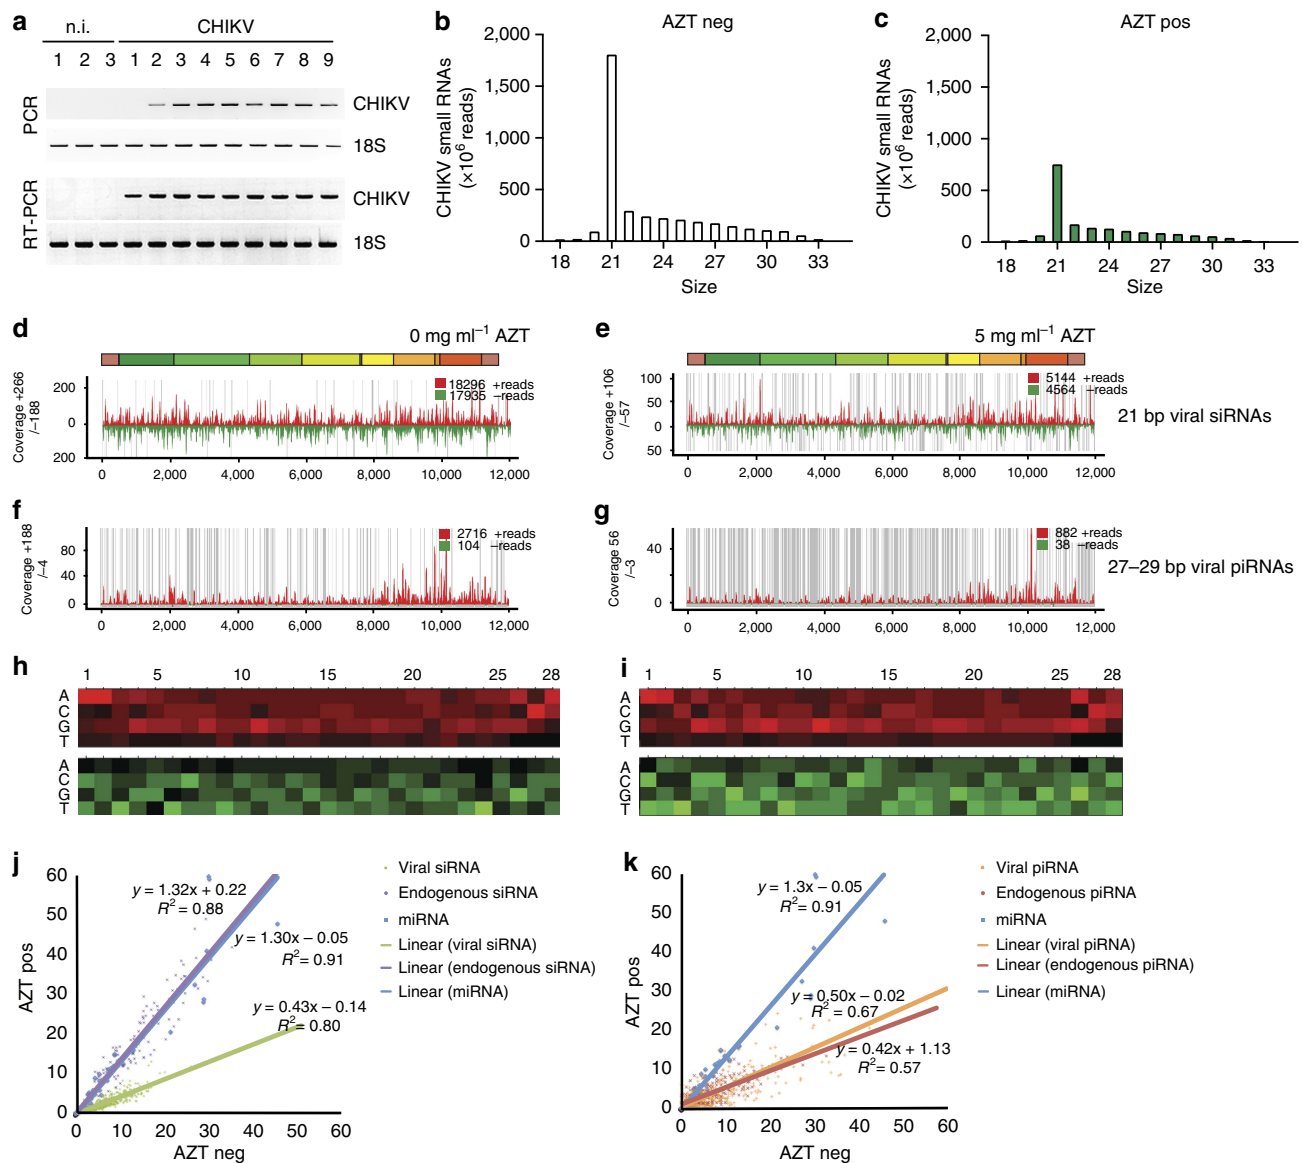 a
n.i. CHIKV
1 2 3 1 2 3 4 5 6 7 8 9
PCR
CHIKV
18S
RT-PCR
CHIKV
18S
b
AZT neg
CHIKV small RNAs
(×10⁶ reads)
2,000
1,500
1,000
500
0
18 21 24 27 30 33
Size
c
AZT pos
CHIKV small RNAs
(×10⁶ reads)
2,000
1,500
1,000
500
0
18 21 24 27 30 33
Size
d
0 mg ml⁻¹ AZT
Coverage +266
/−188
200
0
200
18296 +reads
17935 −reads
0 2,000 4,000 6,000 8,000 10,000 12,000
e
5 mg ml⁻¹ AZT
Coverage +106
/−57
100
50
0
50
5144 +reads
4564 −reads
0 2,000 4,000 6,000 8,000 10,000 12,000
21 bp viral siRNAs
f
Coverage +188
/−4
80
40
0
2716 +reads
104 −reads
0 2,000 4,000 6,000 8,000 10,000 12,000
g
Coverage 56
/−3
40
0
882 +reads
38 −reads
0 2,000 4,000 6,000 8,000 10,000 12,000
27–29 bp viral piRNAs
h
1 5 10 15 20 25 28
A
C
G
T
A
C
G
T
i
1 5 10 15 20 25 28
A
C
G
T
A
C
G
T
j
AZT pos
60
50
40
30
20
10
0
y = 1.32x + 0.22
R² = 0.88
y = 1.30x − 0.05
R² = 0.91
y = 0.43x − 0.14
R² = 0.80
0 10 20 30 40 50 60
AZT neg
Viral siRNA
Endogenous siRNA
miRNA
Linear (viral siRNA)
Linear (endogenous siRNA)
Linear (miRNA)
k
AZT pos
60
50
40
30
20
10
0
y = 1.3x − 0.05
R² = 0.91
y = 0.50x − 0.02
R² = 0.67
y = 0.42x + 1.13
R² = 0.57
0 10 20 30 40 50 60
AZT neg
Viral piRNA
Endogenous piRNA
miRNA
Linear (viral piRNA)
Linear (endogenous piRNA)
Linear (miRNA)